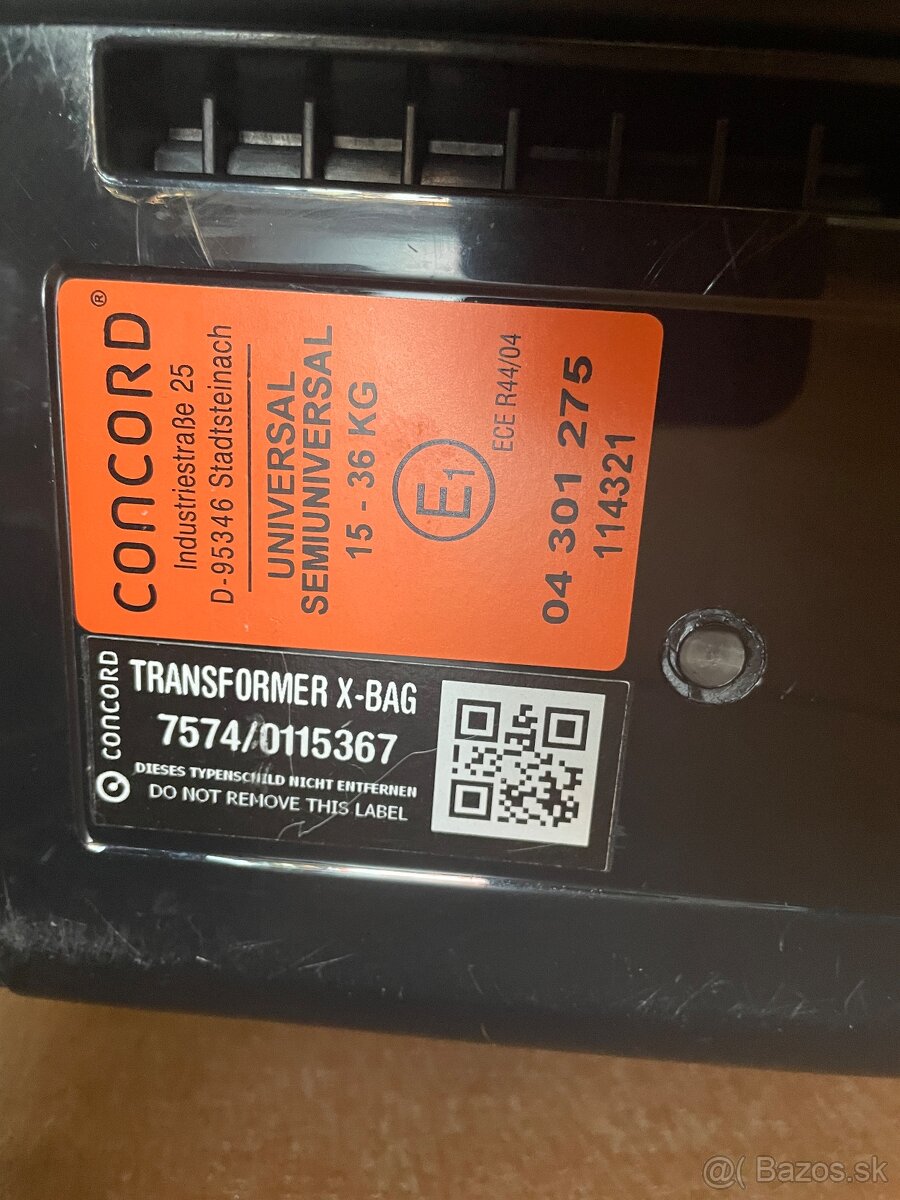 CONCORD®
Industriestraße 25
D-95346 Stadtsteinach
UNIVERSAL
SEMIUNIVERSAL
15 - 36 KG
E1
ECE R44/04
04 301 275
114321
CONCORD
TRANSFORMER X-BAG
7574/0115367
DIESES TYPENSCHILD NICHT ENTFERNEN
DO NOT REMOVE THIS LABEL
@( Bazos.sk